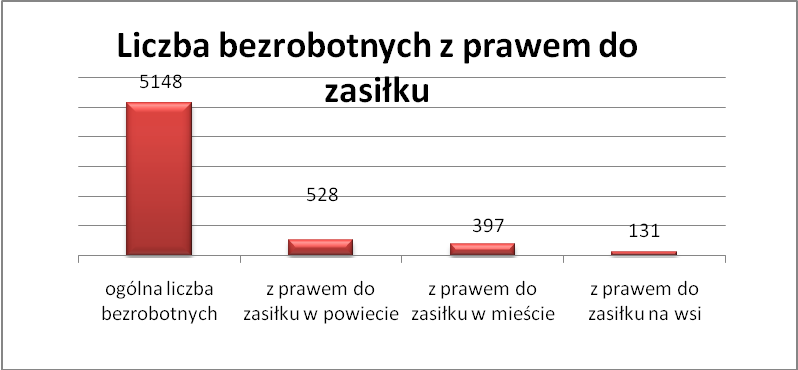 Liczba bezrobotnych z prawem do
zasiłku
5148
528
397
131
ogólna liczba
bezrobotnych
z prawem do
zasiłku w powiecie
z prawem do
zasiłku w mieście
z prawem do
zasiłku na wsi